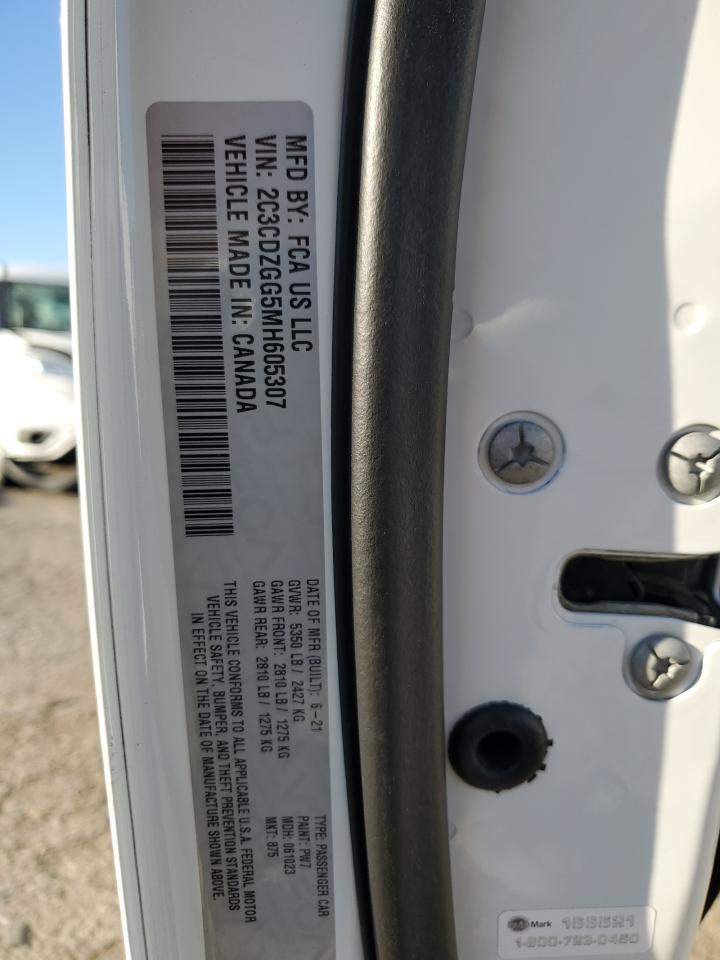 MFD BY: FCA US LLC
VIN: 2C3CDZGG5MH605307
VEHICLE MADE IN: CANADA
DATE OF MFR (BUILT): 6-21
GVWR: 5350 LB / 2427 KG
GAWR FRONT: 2810 LB / 1275 KG
GAWR REAR: 2810 LB / 1275 KG
THIS VEHICLE CONFORMS TO ALL APPLICABLE U.S.A. FEDERAL MOTOR
VEHICLE SAFETY, BUMPER, AND THEFT PREVENTION STANDARDS
IN EFFECT ON THE DATE OF MANUFACTURE SHOWN ABOVE.
TYPE: PASSENGER CAR
PAINT: PW7
MDH: 061023
MKT: 875
Mark
1-800-723-0450